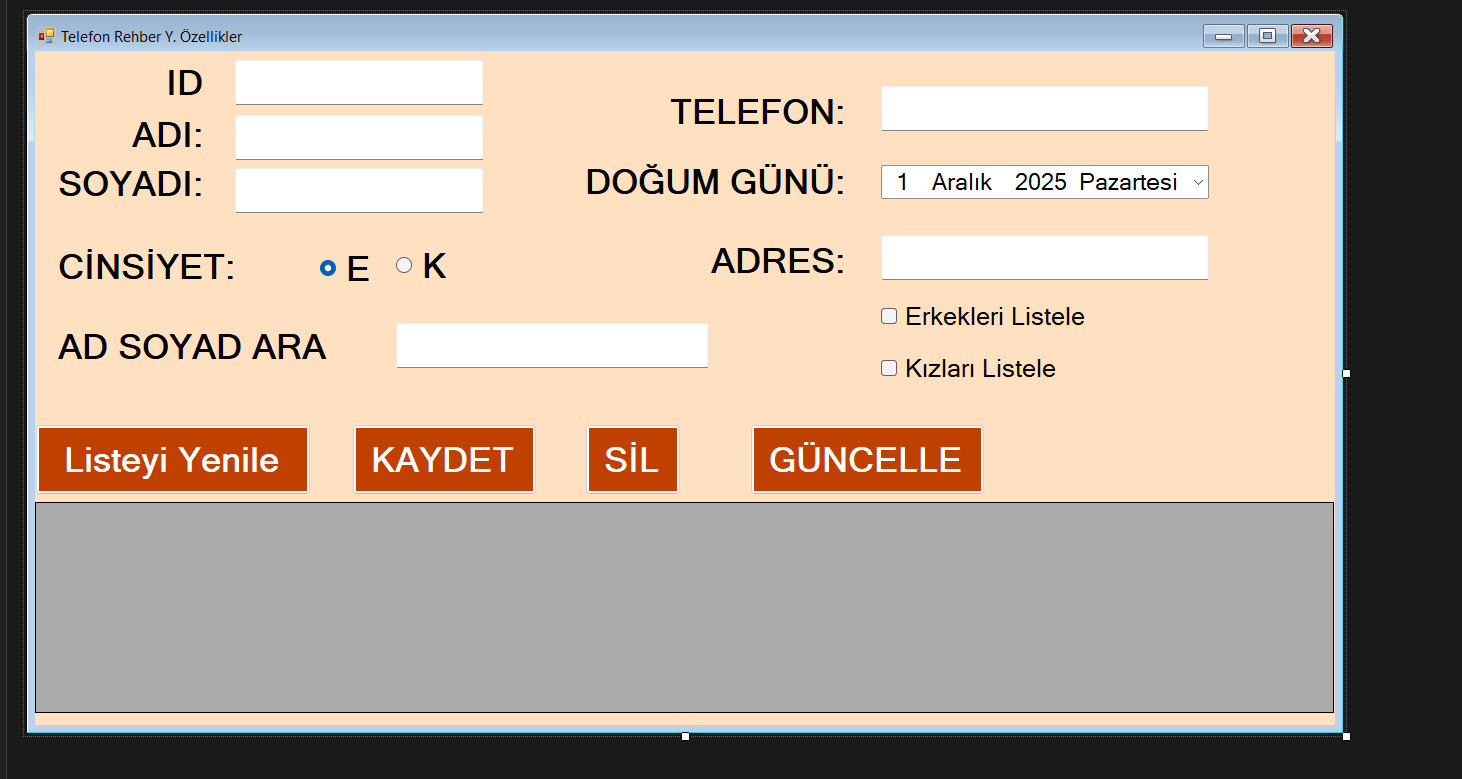 Telefon Rehber Y. Özellikler
ID
ADI:
SOYADI:
TELEFON:
DOĞUM GÜNÜ:
1 Aralık 2025 Pazartesi
CİNSİYET:
E
K
ADRES:
AD SOYAD ARA
Erkekleri Listele
Kızları Listele
Listeyi Yenile
KAYDET
SİL
GÜNCELLE